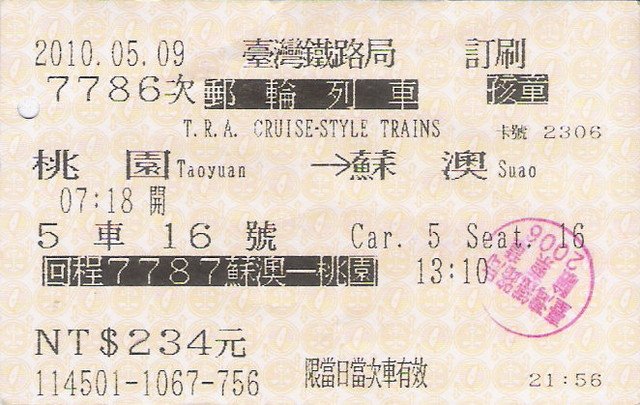 2010.05.09 臺灣鐵路局 訂刷
7786次 郵輪列車 孩童
T.R.A. CRUISE-STYLE TRAINS 卡號 2306
桃園 Taoyuan →蘇澳 Suao
07:18 開
5 車 16 號 Car. 5 Seat. 16
回程7787蘇澳一桃園 13:10
NT$234元 限當日當次車有效
114501-1067-756 21:56